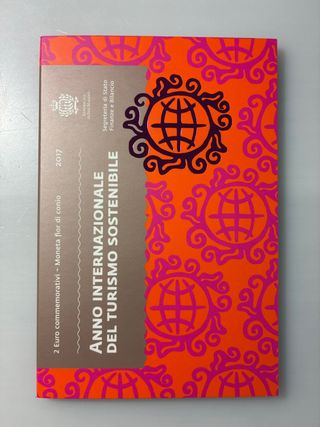 Segreteria di Stato
Finanze e Bilancio
ANNO INTERNAZIONALE
DEL TURISMO SOSTENIBILE
2 Euro commemorativi – Moneta fior di conio
2017